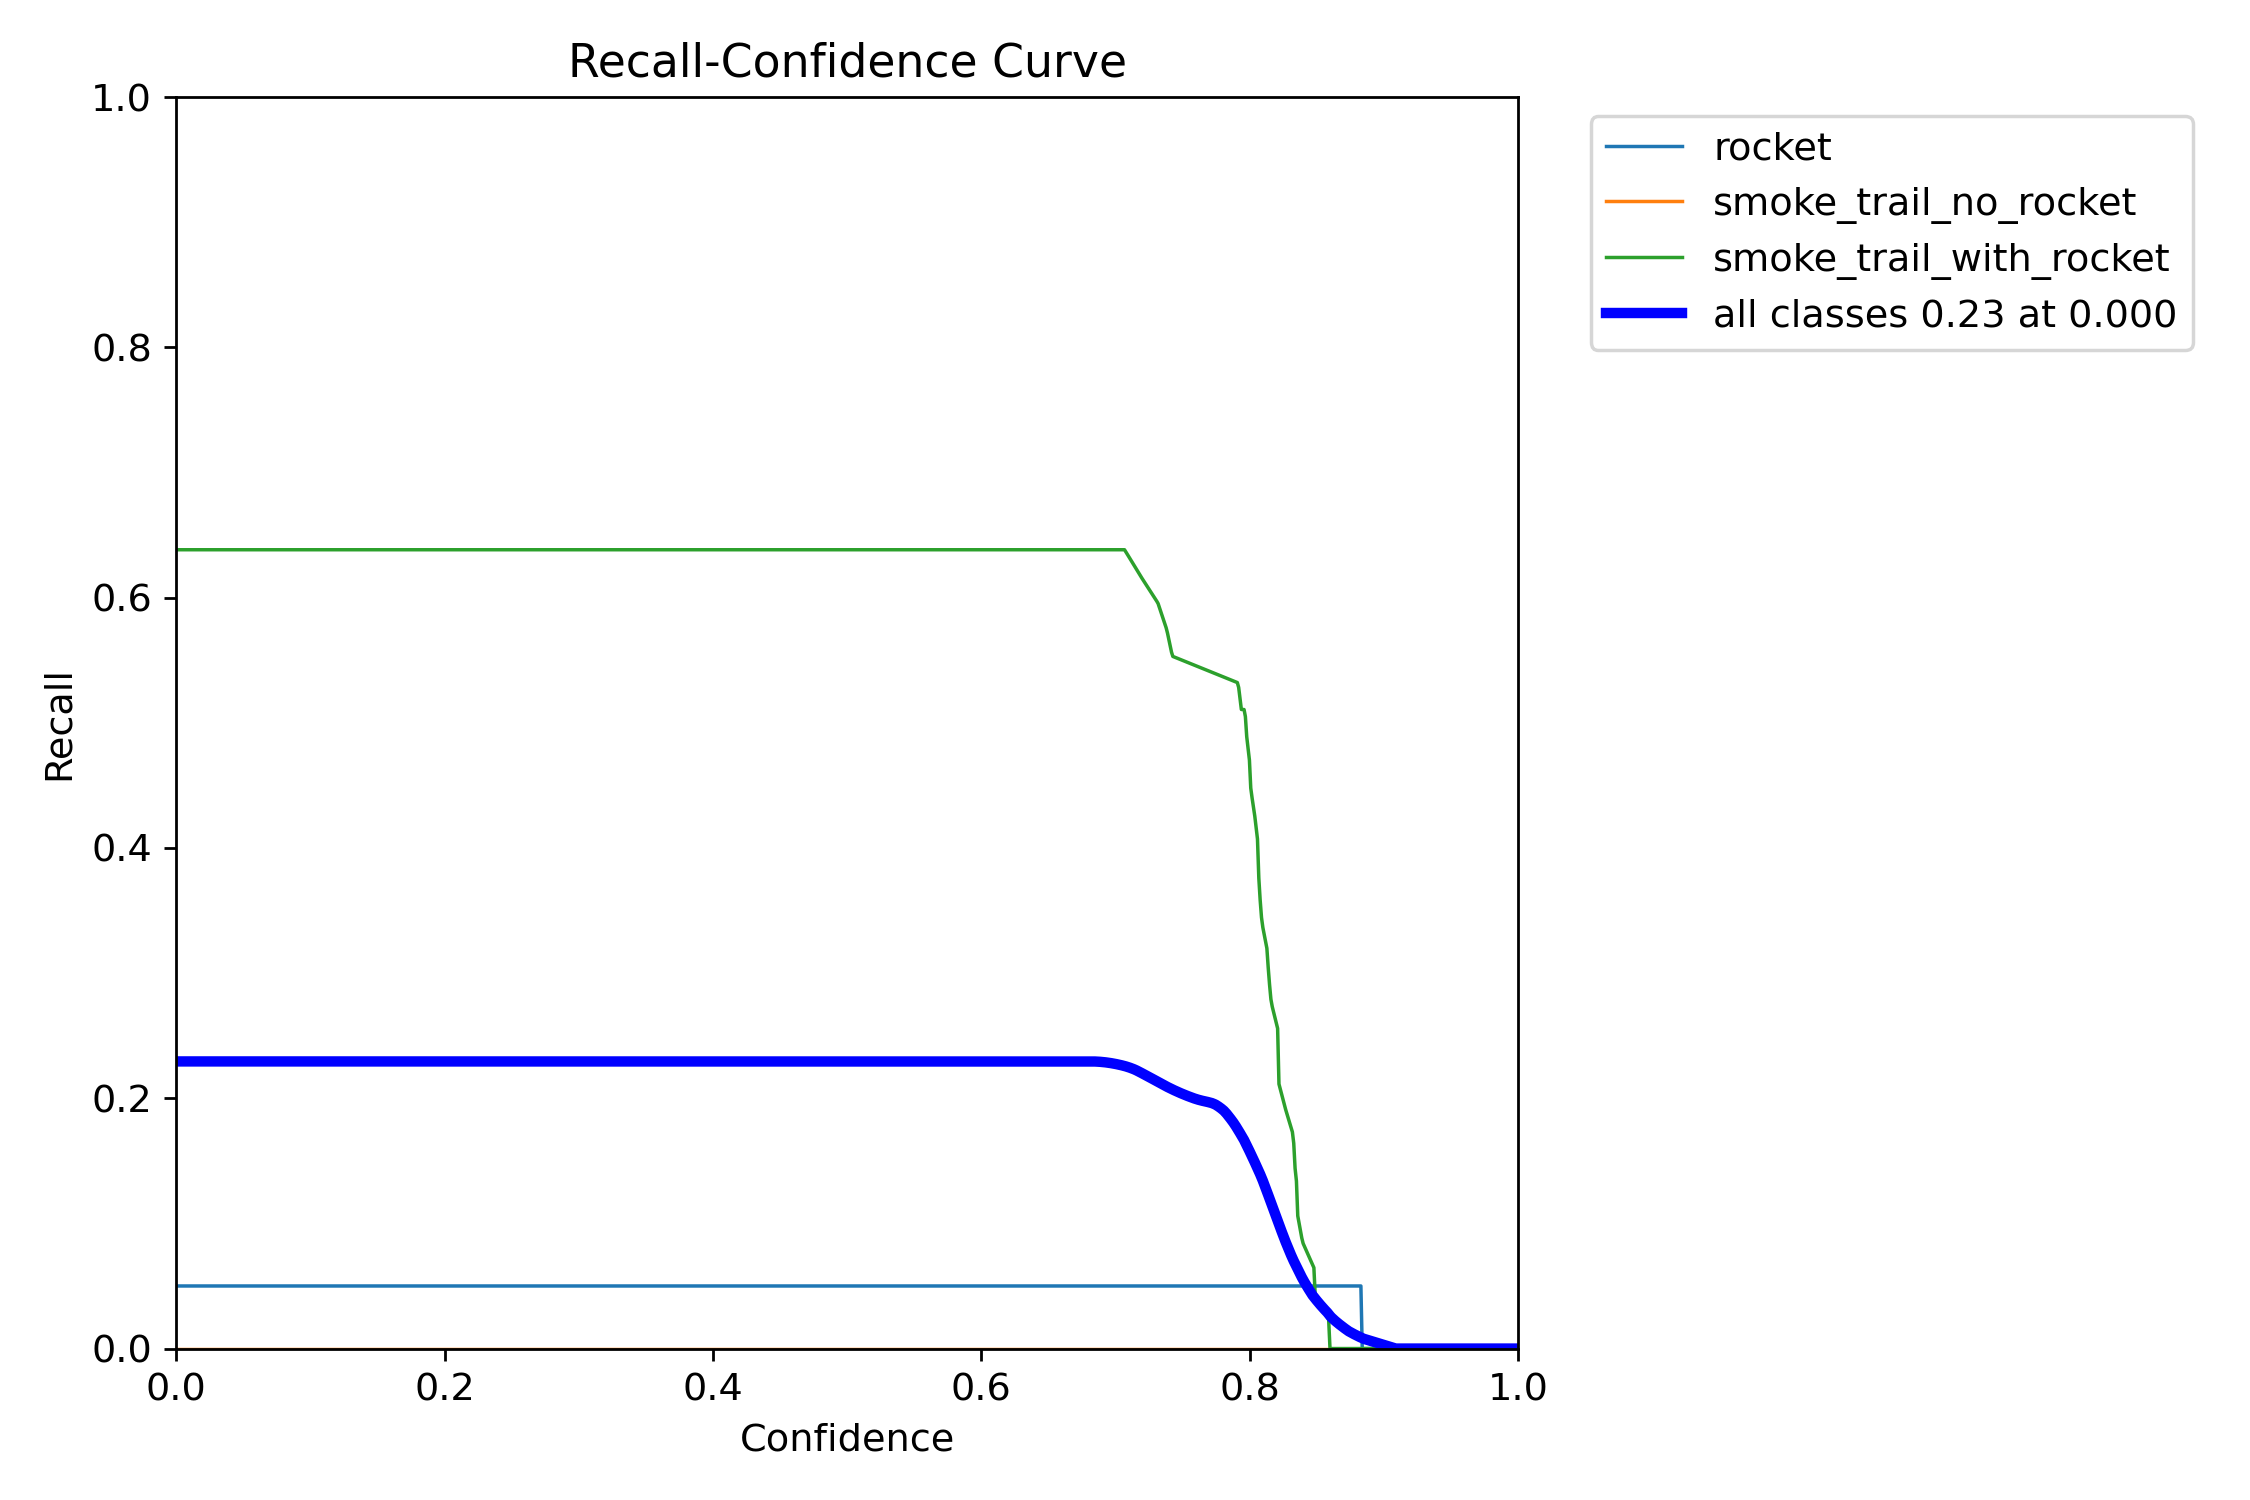 Recall-Confidence Curve
1.0
0.8
0.6
0.4
0.2
0.0
Recall
0.0 0.2 0.4 0.6 0.8 1.0
Confidence
rocket
smoke_trail_no_rocket
smoke_trail_with_rocket
all classes 0.23 at 0.000